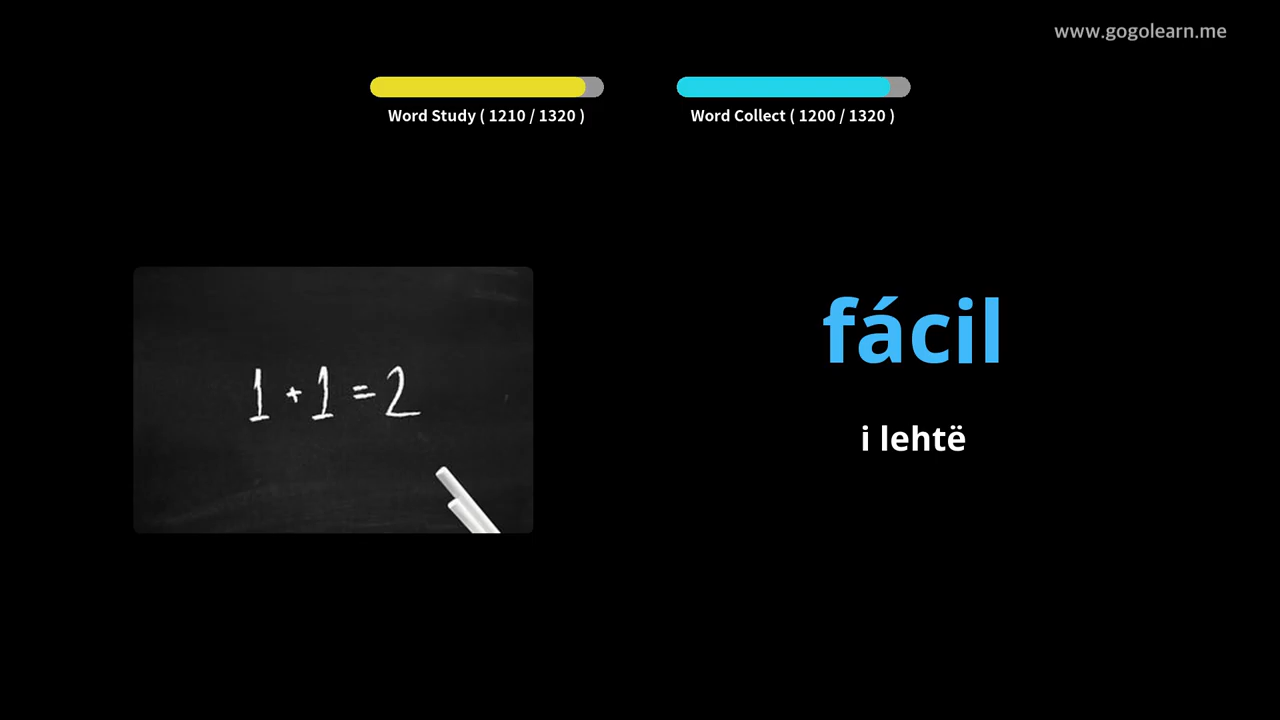 www.gogolearn.me
Word Study ( 1210 / 1320 )
Word Collect ( 1200 / 1320 )
1 + 1 = 2
fácil
i lehtë